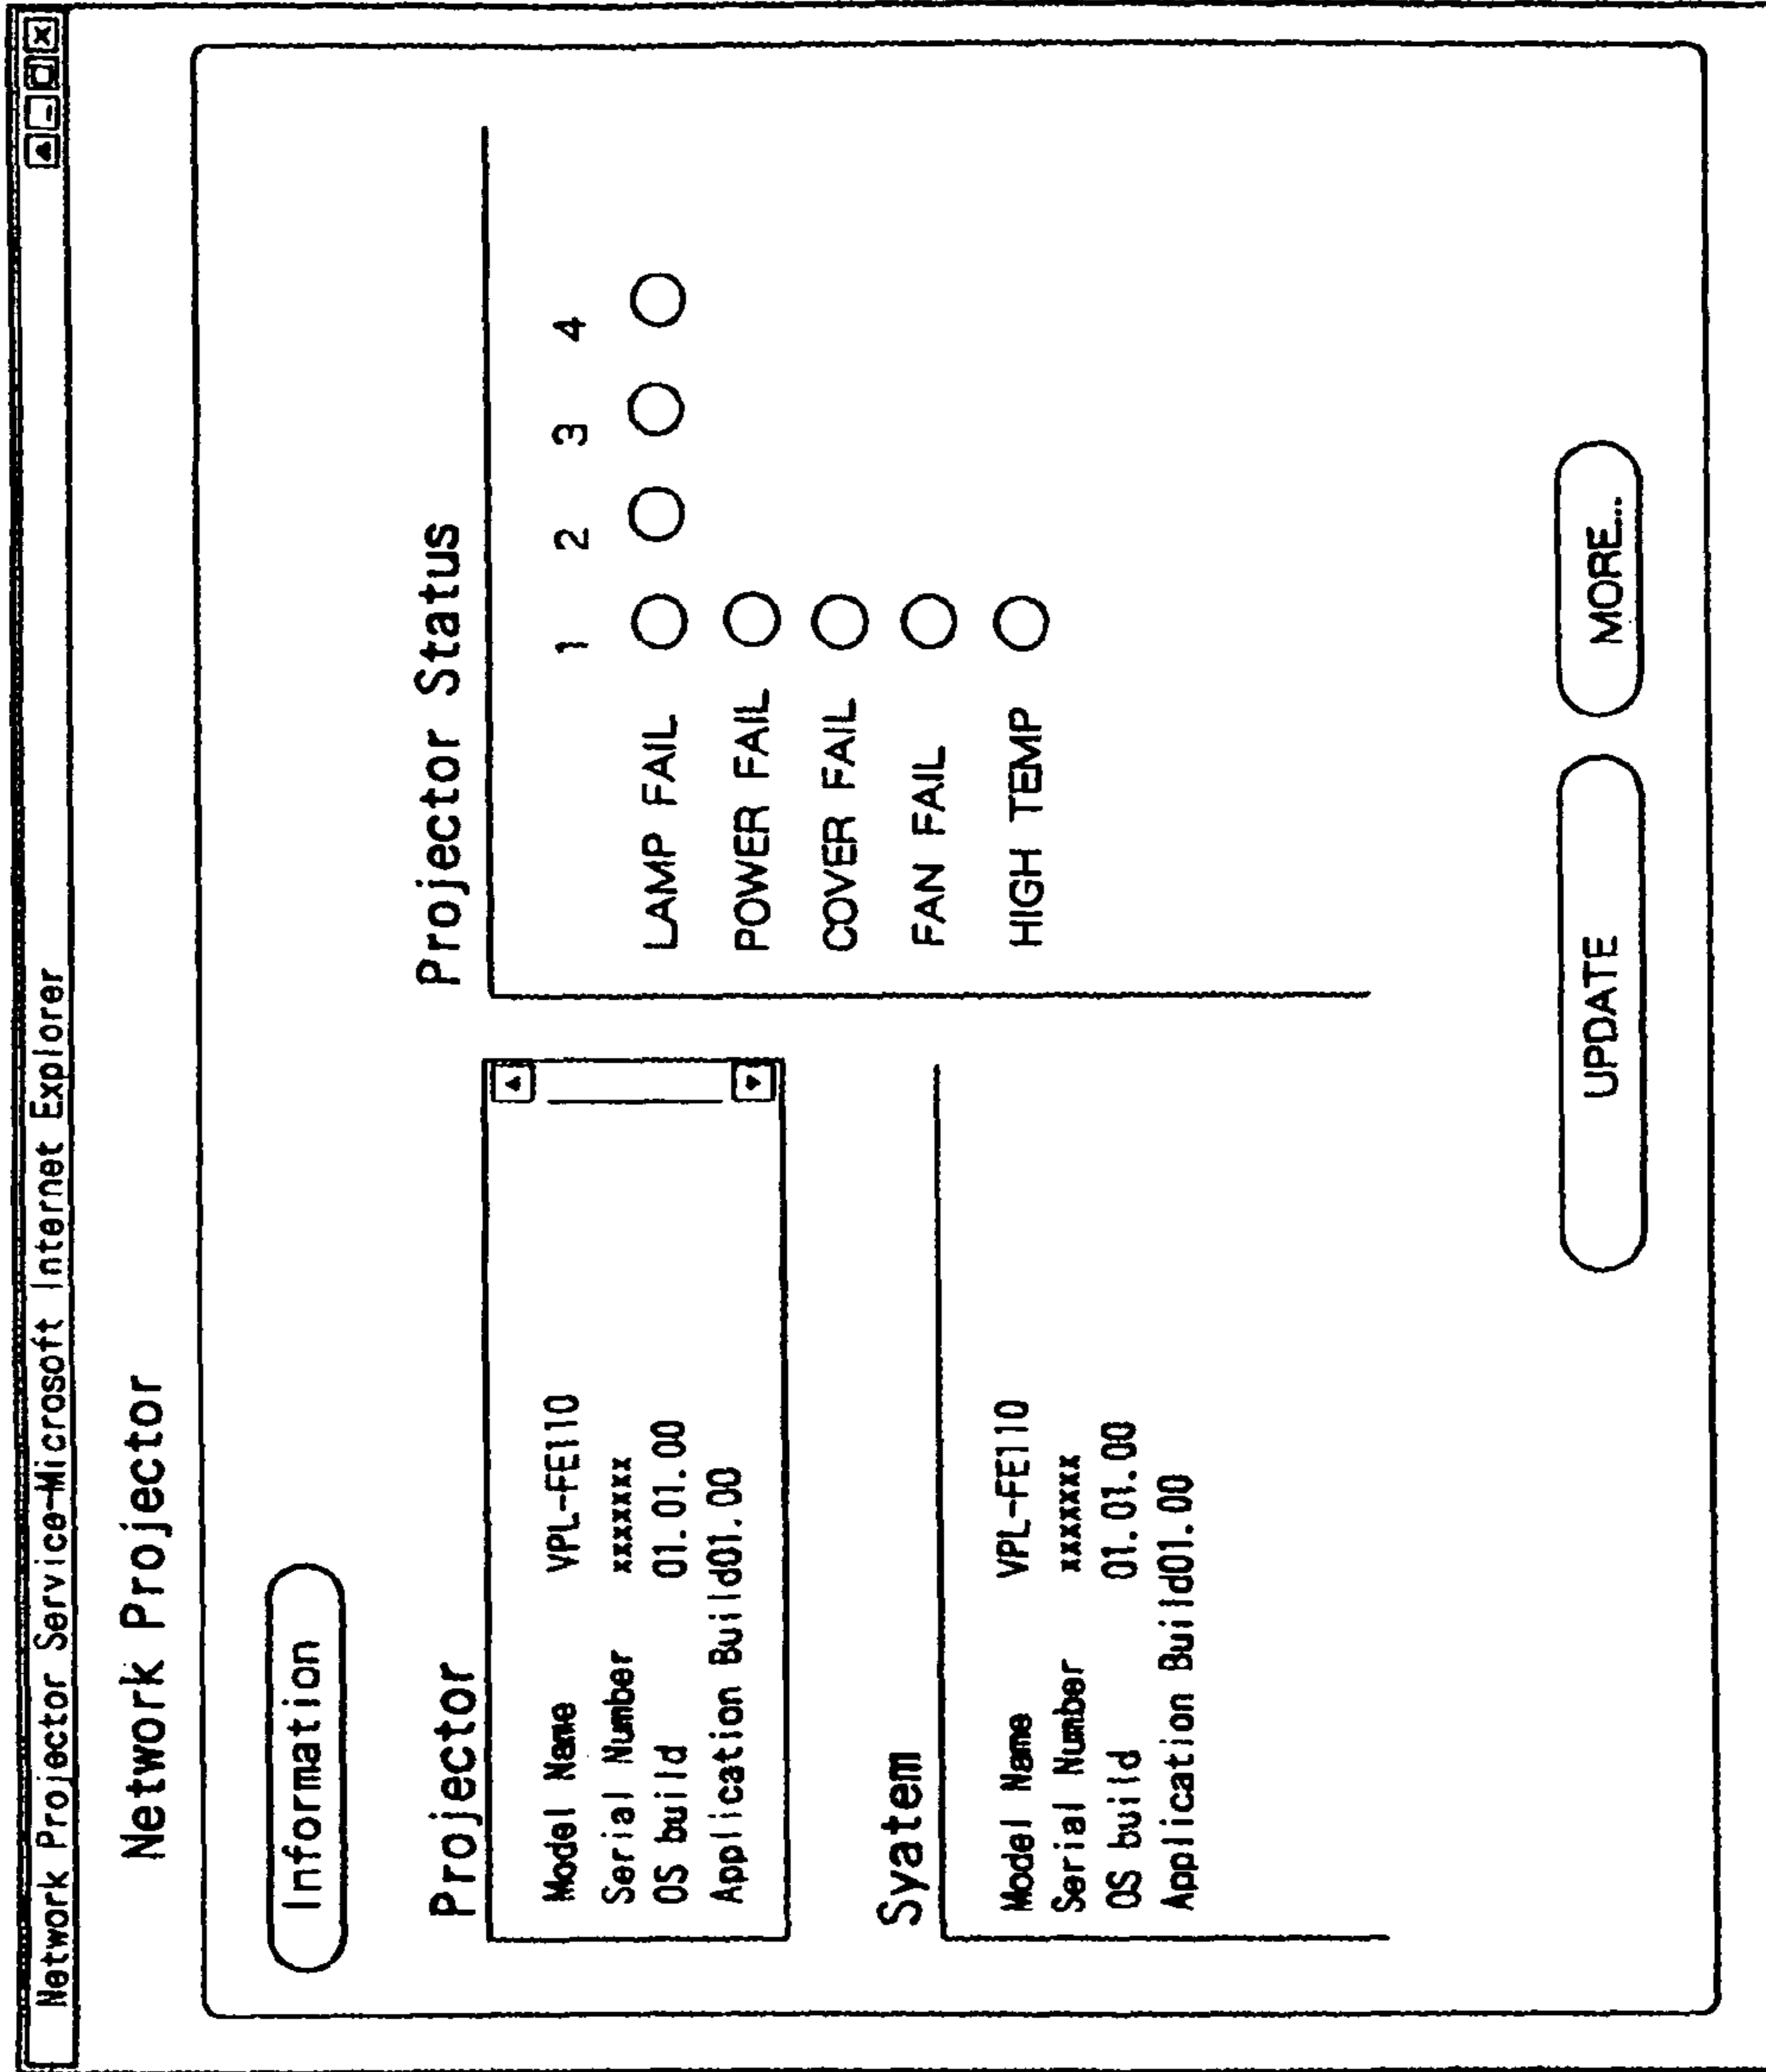 Network Projector Service-Microsoft Internet Explorer
Network Projector
Information
Projector
Model Name VPL-FE110
Serial Number xxxxxxx
OS build 01.01.00
Application Build01.00
Syatem
Model Name VPL-FE110
Serial Number xxxxxxx
OS build 01.01.00
Application Build01.00
Projector Status
1 2 3 4
LAMP FAIL
POWER FAIL
COVER FAIL
FAN FAIL
HIGH TEMP
UPDATE
MORE...